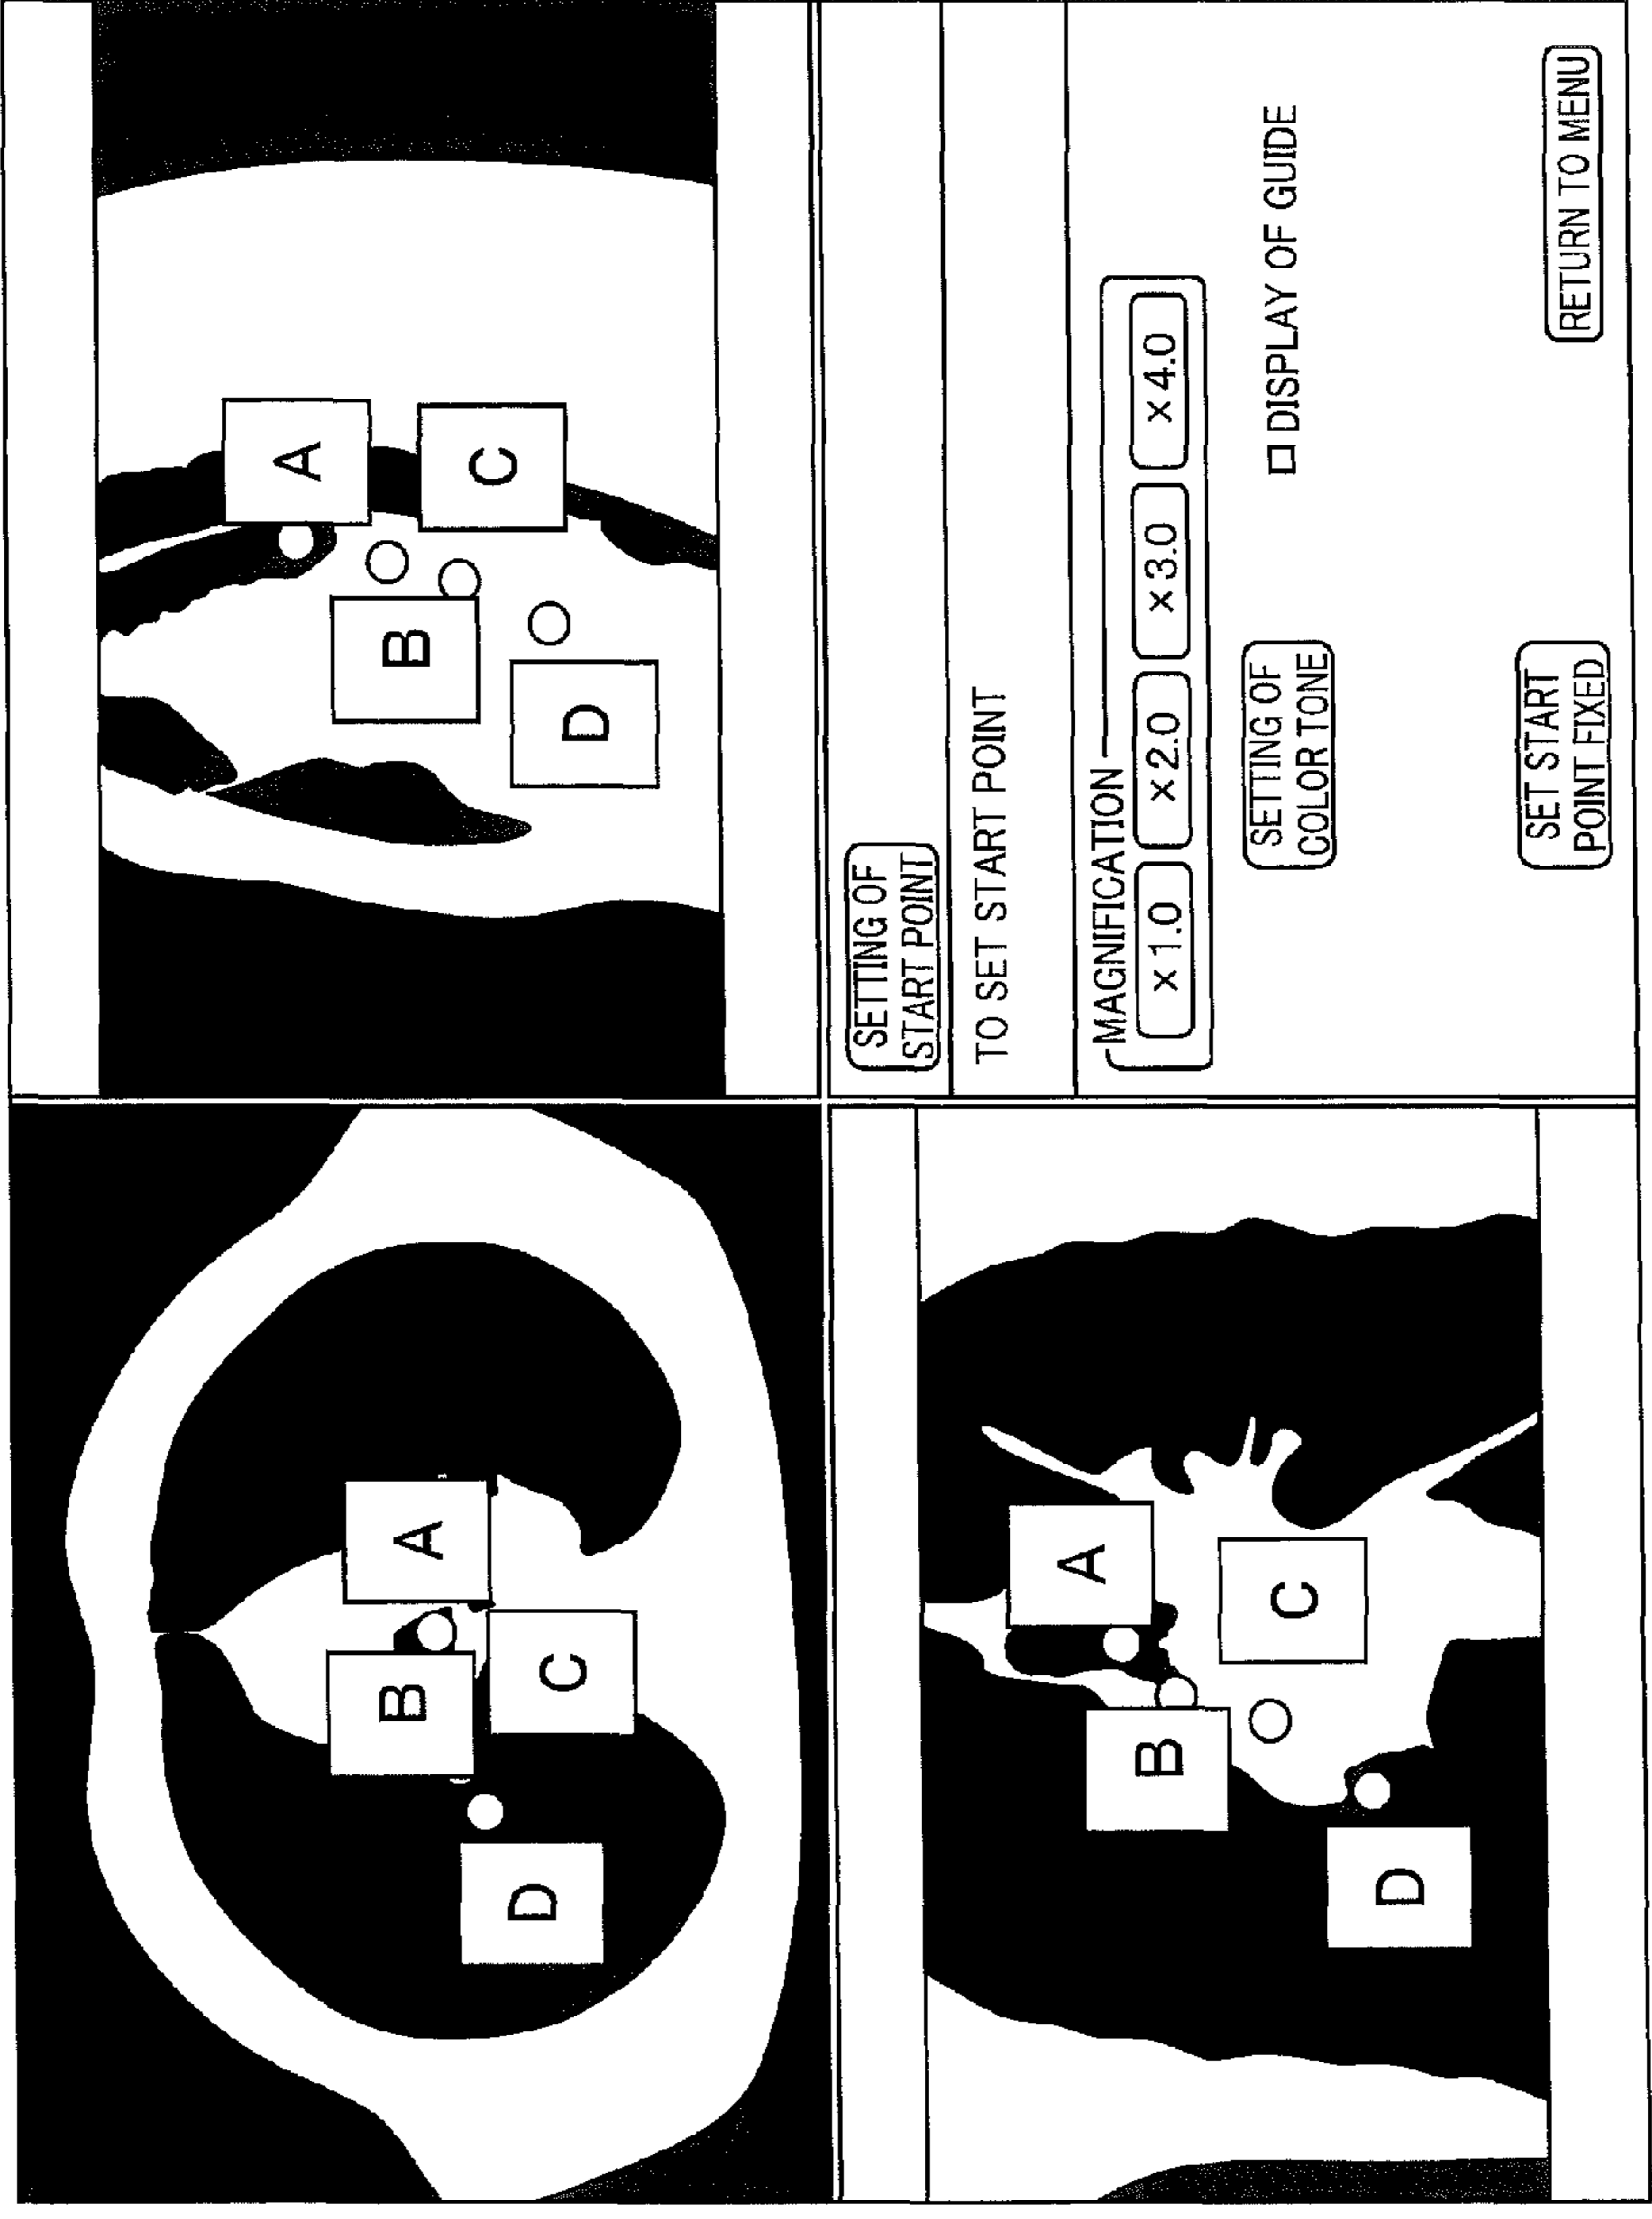 B
A
D
C
A
B
C
D
A
B
C
D
SETTING OF
START POINT
TO SET START POINT
MAGNIFICATION
×1.0 ×2.0 ×3.0 ×4.0
SETTING OF
COLOR TONE
□ DISPLAY OF GUIDE
SET START
POINT FIXED
RETURN TO MENU